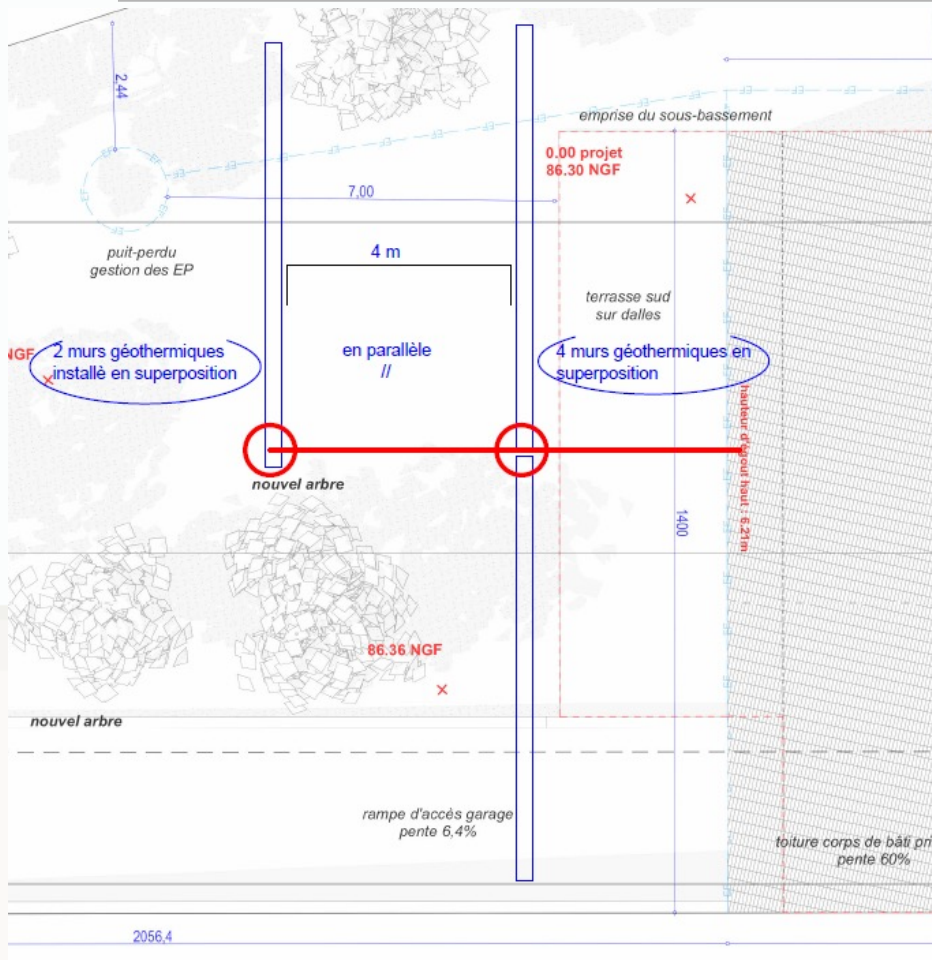 2,44
emprise du sous-bassement
0.00 projet
86.30 NGF
7,00
puit-perdu
gestion des EP
4 m
terrasse sud
sur dalles
NGF
2 murs géothermiques
installè en superposition
en parallèle
//
4 murs géothermiques en
superposition
hauteur d'égout haut : 6.21m
nouvel arbre
1400
86.36 NGF
nouvel arbre
rampe d'accès garage
pente 6,4%
toiture corps de bâti pri
pente 60%
2056,4